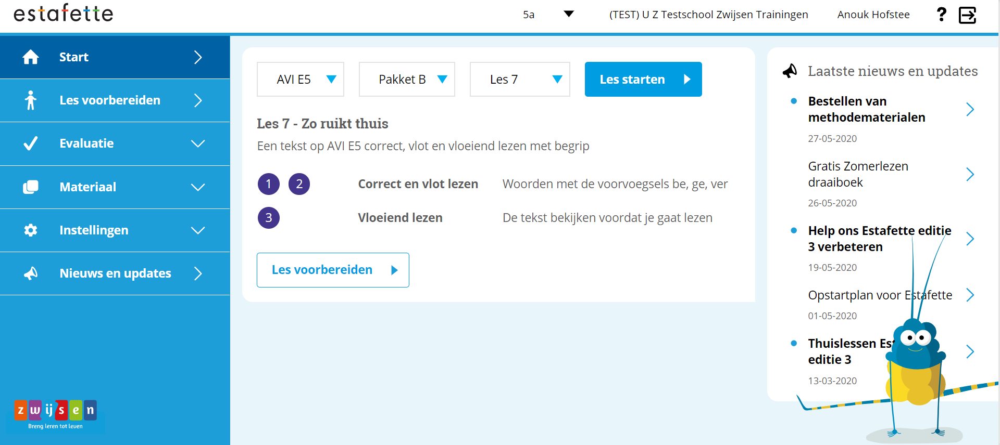 estafette
5a
(TEST) U Z Testschool Zwijsen Trainingen
Anouk Hofstee
?
Start
Les voorbereiden
Evaluatie
Materiaal
Instellingen
Nieuws en updates
zwijsen
Breng leren tot leven
AVI E5
Pakket B
Les 7
Les starten
Les 7 - Zo ruikt thuis
Een tekst op AVI E5 correct, vlot en vloeiend lezen met begrip
1 2 Correct en vlot lezen Woorden met de voorvoegsels be, ge, ver
3 Vloeiend lezen De tekst bekijken voordat je gaat lezen
Les voorbereiden
Laatste nieuws en updates
Bestellen van
methodematerialen
27-05-2020
Gratis Zomerlezen
draaiboek
26-05-2020
Help ons Estafette editie
3 verbeteren
19-05-2020
Opstartplan voor Estafette
01-05-2020
Thuislessen
editie 3
13-03-2020